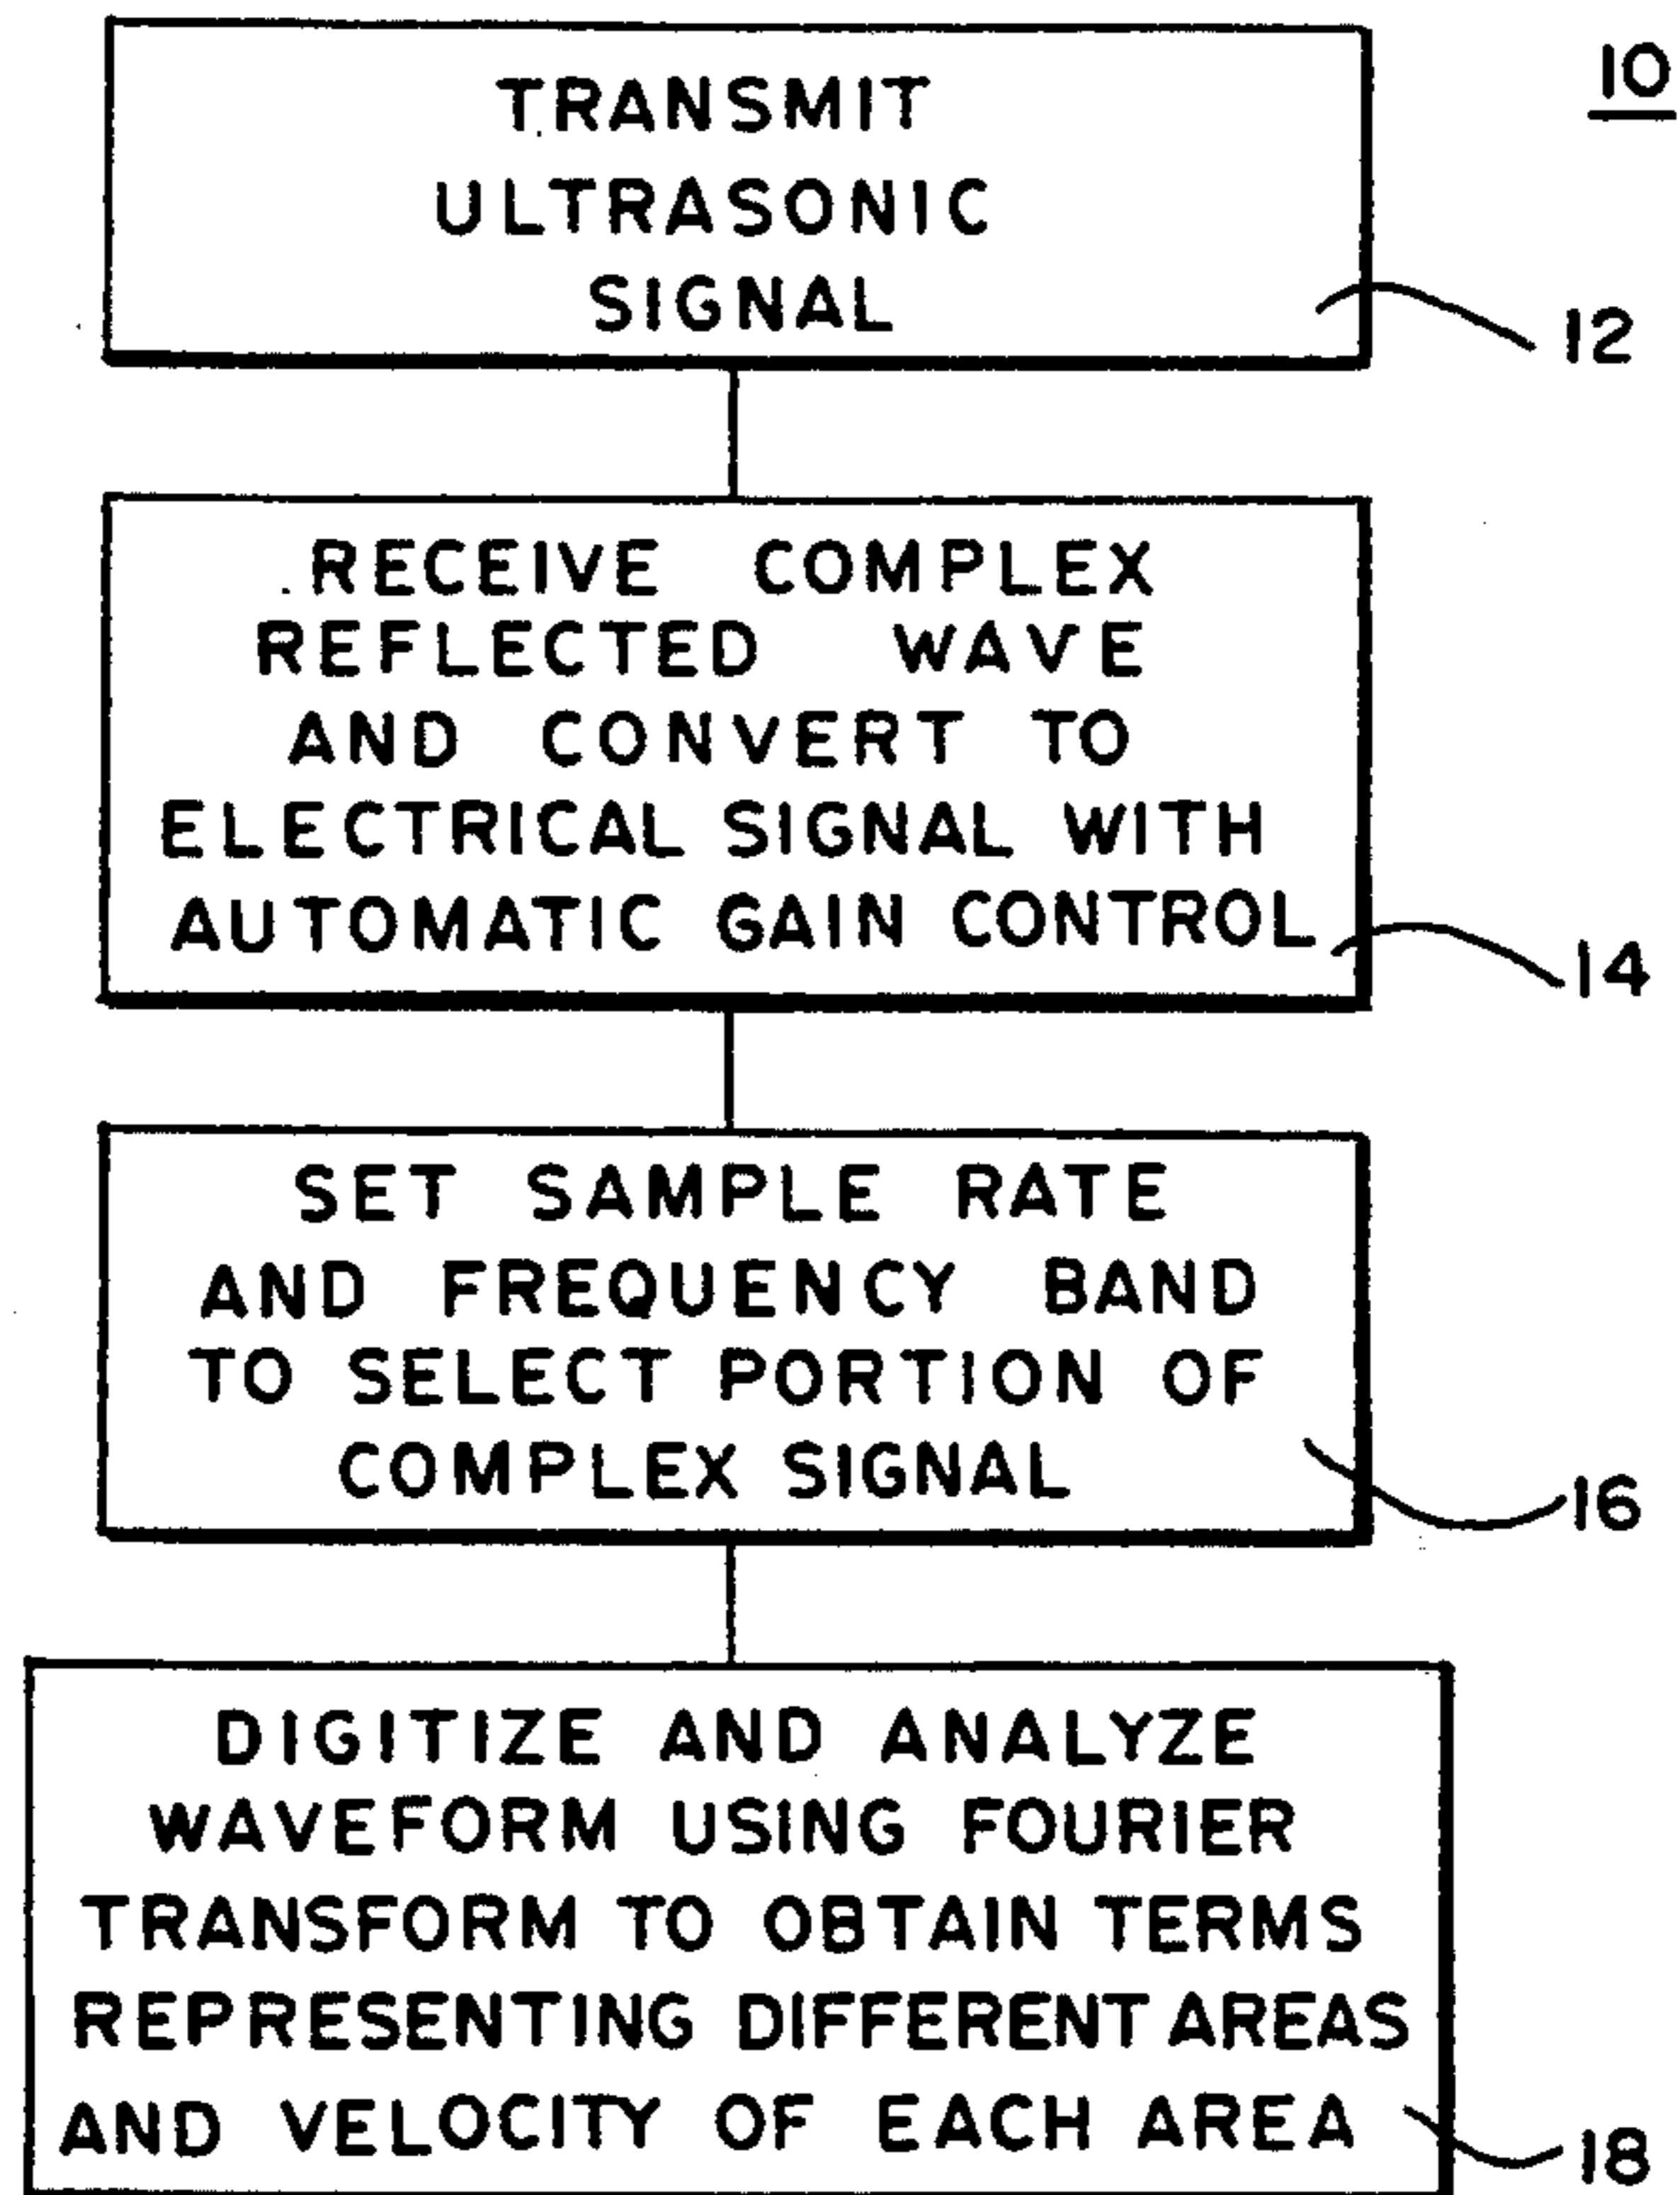 10
TRANSMIT
ULTRASONIC
SIGNAL
12
RECEIVE COMPLEX
REFLECTED WAVE
AND CONVERT TO
ELECTRICAL SIGNAL WITH
AUTOMATIC GAIN CONTROL
14
SET SAMPLE RATE
AND FREQUENCY BAND
TO SELECT PORTION OF
COMPLEX SIGNAL
16
DIGITIZE AND ANALYZE
WAVEFORM USING FOURIER
TRANSFORM TO OBTAIN TERMS
REPRESENTING DIFFERENT AREAS
AND VELOCITY OF EACH AREA
18